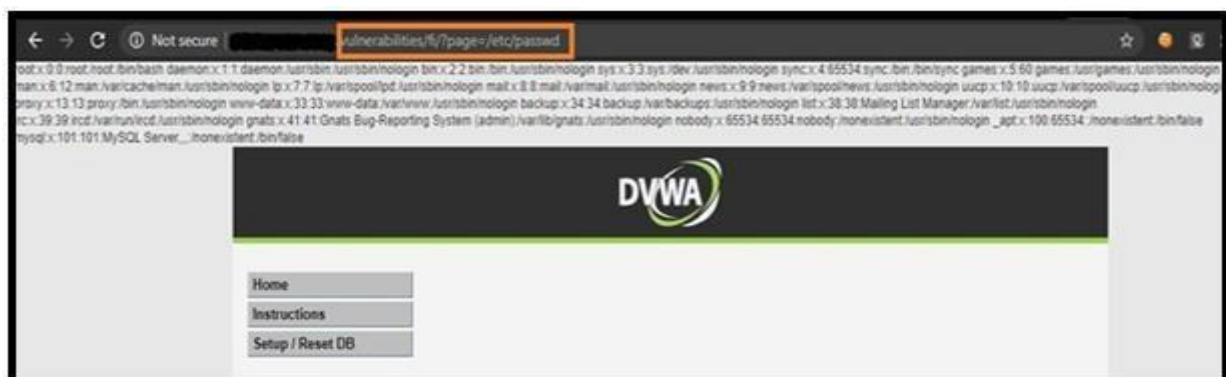 Not secure
vulnerabilities/fi/?page=/etc/passwd
root:x:0:0:root:/root:/bin/bash daemon:x:1:1:daemon:/usr/sbin:/usr/sbin/nologin bin:x:2:2:bin:/bin:/usr/sbin/nologin sys:x:3:3:sys:/dev:/usr/sbin/nologin sync:x:4:65534:sync:/bin:/bin/sync games:x:5:60:games:/usr/games:/usr/sbin/nologin
man:x:6:12:man:/var/cache/man:/usr/sbin/nologin lp:x:7:7:lp:/var/spool/lpd:/usr/sbin/nologin mail:x:8:8:mail:/var/mail:/usr/sbin/nologin news:x:9:9:news:/var/spool/news:/usr/sbin/nologin uucp:x:10:10:uucp:/var/spool/uucp:/usr/sbin/nologin
proxy:x:13:13:proxy:/bin:/usr/sbin/nologin www-data:x:33:33:www-data:/var/www:/usr/sbin/nologin backup:x:34:34:backup:/var/backups:/usr/sbin/nologin list:x:38:38:Mailing List Manager:/var/list:/usr/sbin/nologin
irc:x:39:39:ircd:/var/run/ircd:/usr/sbin/nologin gnats:x:41:41:Gnats Bug-Reporting System (admin):/var/lib/gnats:/usr/sbin/nologin nobody:x:65534:65534:nobody:/nonexistent:/usr/sbin/nologin _apt:x:100:65534::/nonexistent:/bin/false
mysql:x:101:101:MySQL Server,,,:/nonexistent:/bin/false
DVWA
Home
Instructions
Setup / Reset DB